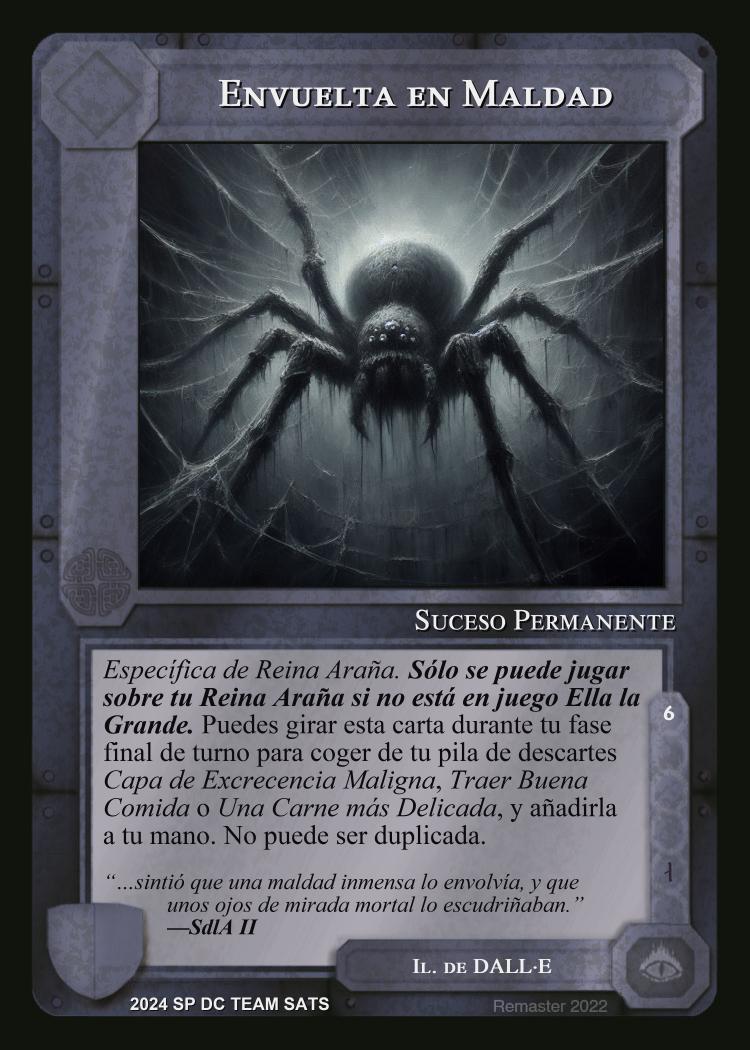 Envuelta en Maldad
Suceso Permanente
Específica de Reina Araña. Sólo se puede jugar
sobre tu Reina Araña si no está en juego Ella la
Grande. Puedes girar esta carta durante tu fase
final de turno para coger de tu pila de descartes
Capa de Excrecencia Maligna, Traer Buena
Comida o Una Carne más Delicada, y añadirla
a tu mano. No puede ser duplicada.
6
“...sintió que una maldad inmensa lo envolvía, y que
unos ojos de mirada mortal lo escudriñaban.”
—SdlA II
Il. de DALL·E
2024 SP DC TEAM SATS
Remaster 2022